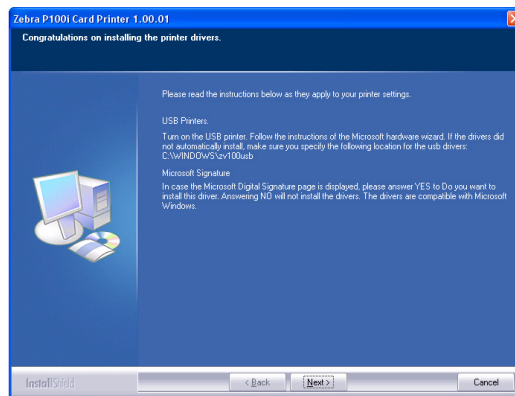 Zebra P100i Card Printer 1.00.01
Congratulations on installing the printer drivers.
Please read the instructions below as they apply to your printer settings.
USB Printers.
Turn on the USB printer. Follow the instructions of the Microsoft hardware wizard. If the drivers did
not automatically install, make sure you specify the following location for the usb drivers:
C:\WINDOWS\zv100usb
Microsoft Signature
In case the Microsoft Digital Signature page is displayed, please answer YES to Do you want to
install this driver. Answering NO will not install the drivers. The drivers are compatible with Microsoft
Windows.
InstallShield
< Back
Next >
Cancel